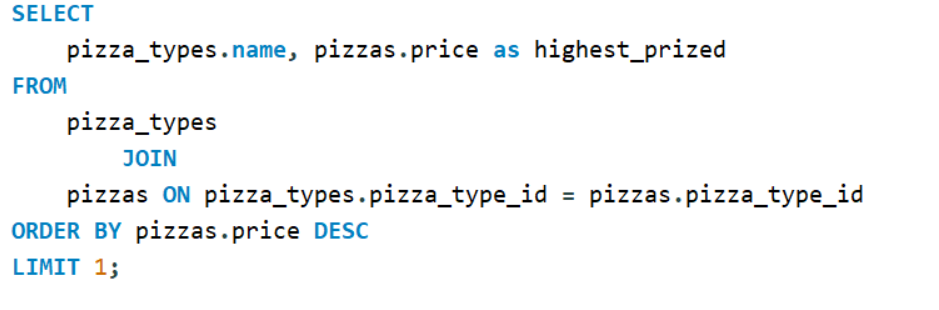 SELECT
pizza_types.name, pizzas.price as highest_prized
FROM
pizza_types
JOIN
pizzas ON pizza_types.pizza_type_id = pizzas.pizza_type_id
ORDER BY pizzas.price DESC
LIMIT 1;